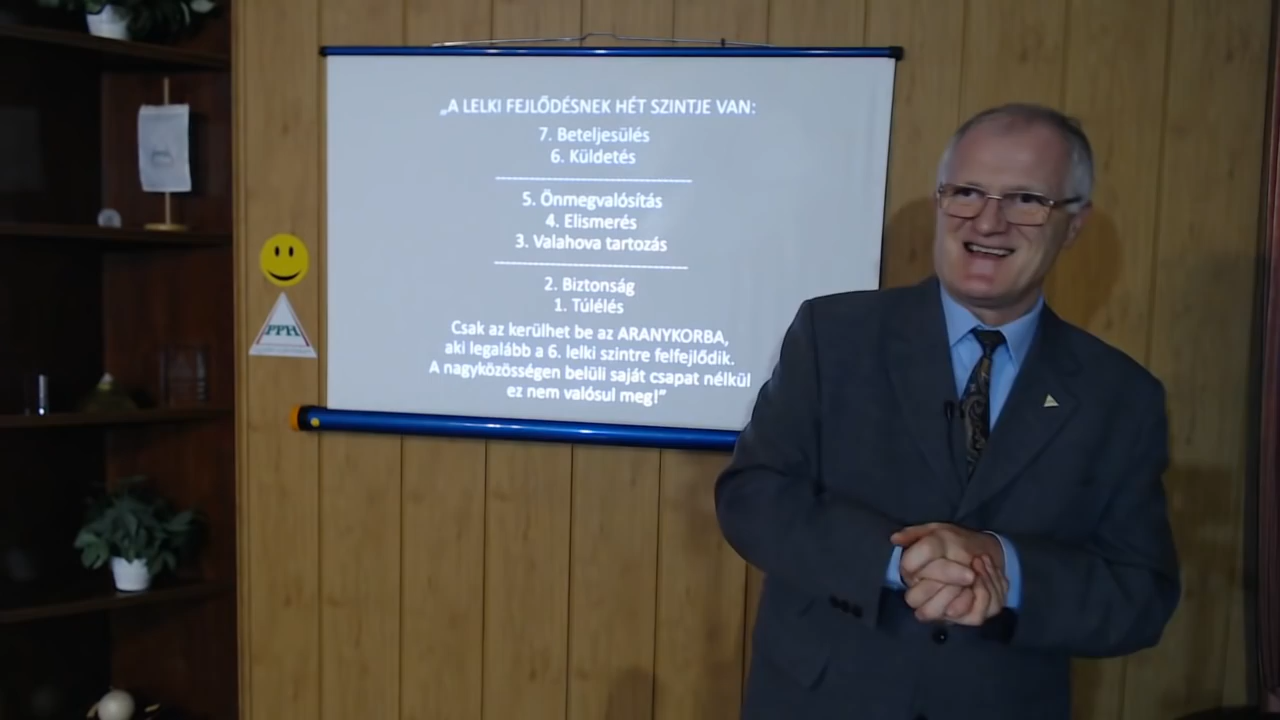 „A LELKI FEJLŐDÉSNEK HÉT SZINTJE VAN:
7. Beteljesülés
6. Küldetés
5. Önmegvalósítás
4. Elismerés
3. Valahova tartozás
2. Biztonság
1. Túlélés
Csak az kerülhet be az ARANYKORBA,
aki legalább a 6. lelki szintre felfejlődik.
A nagyközösségen belüli saját csapat nélkül
ez nem valósul meg!”
PPH